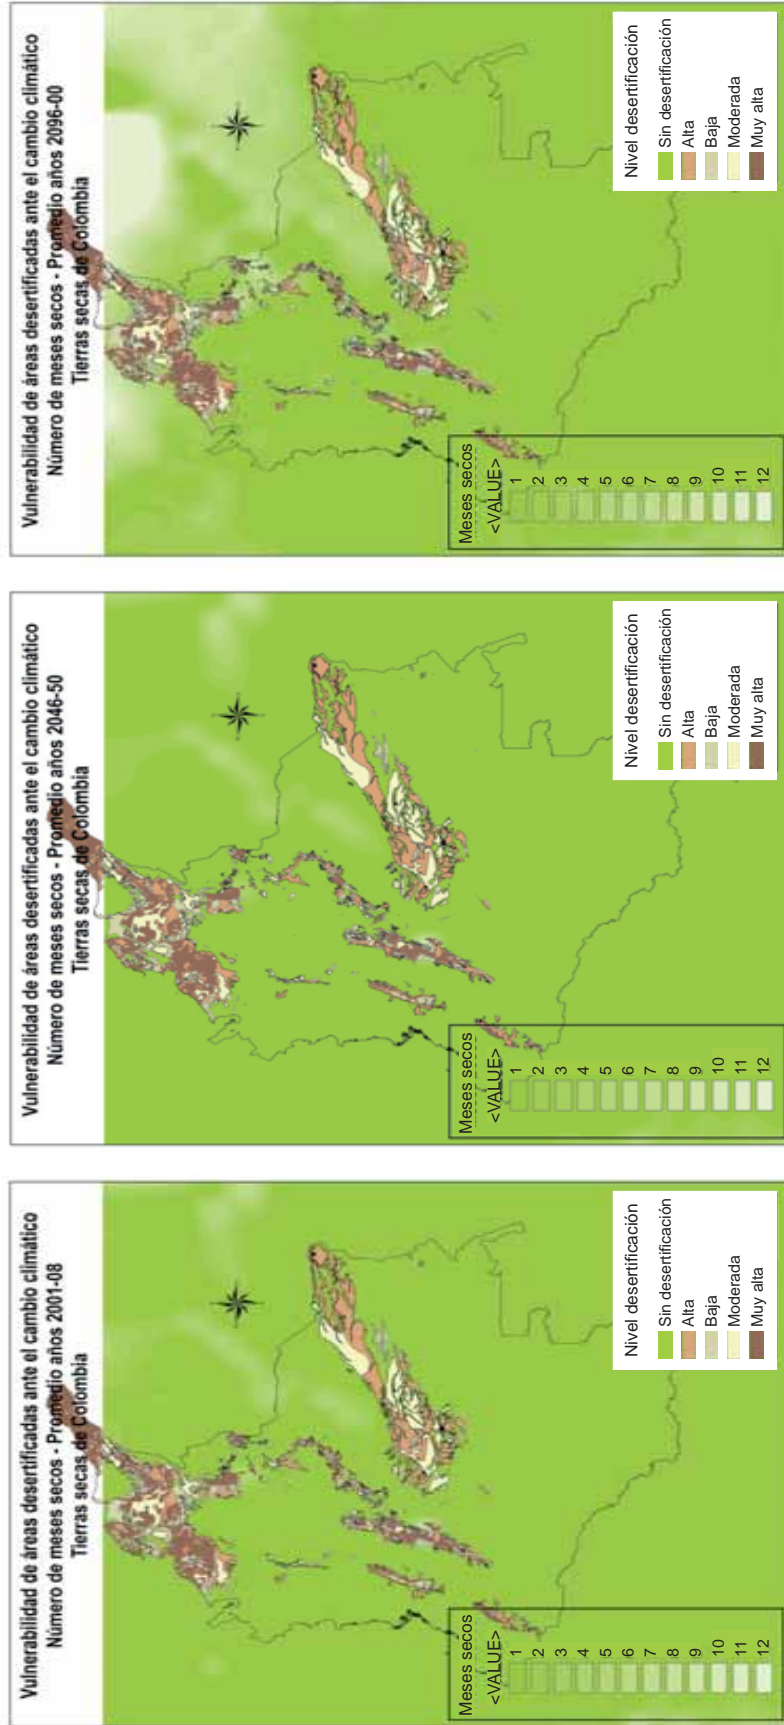 Vulnerabilidad de áreas desertificadas ante el cambio climático
Número de meses secos - Promedio años 2001-08
Tierras secas de Colombia
Meses secos
<VALUE>
1
2
3
4
5
6
7
8
9
10
11
12
Nivel desertificación
Sin desertificación
Alta
Baja
Moderada
Muy alta
Vulnerabilidad de áreas desertificadas ante el cambio climático
Número de meses secos - Promedio años 2046-50
Tierras secas de Colombia
Meses secos
<VALUE>
1
2
3
4
5
6
7
8
9
10
11
12
Nivel desertificación
Sin desertificación
Alta
Baja
Moderada
Muy alta
Vulnerabilidad de áreas desertificadas ante el cambio climático
Número de meses secos - Promedio años 2096-00
Tierras secas de Colombia
Meses secos
<VALUE>
1
2
3
4
5
6
7
8
9
10
11
12
Nivel desertificación
Sin desertificación
Alta
Baja
Moderada
Muy alta